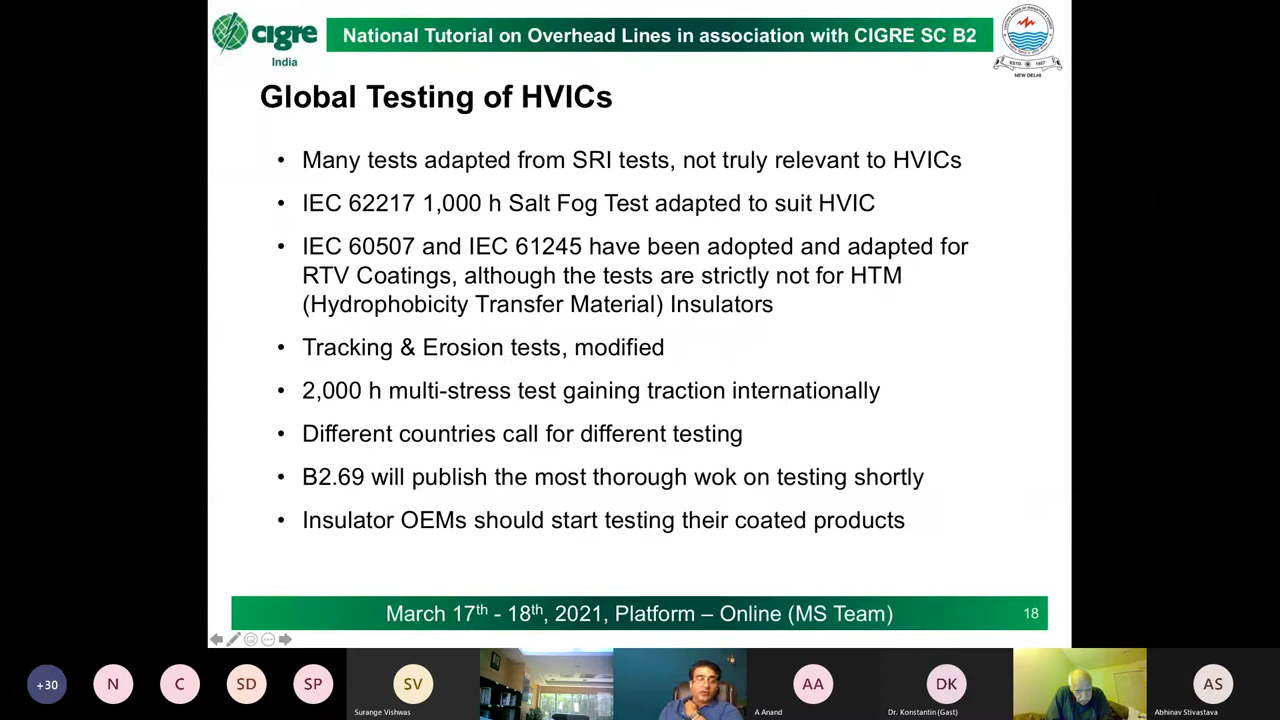 cigre
India
National Tutorial on Overhead Lines in association with CIGRE SC B2
ESTD. 1927
NEW DELHI
Global Testing of HVICs
• Many tests adapted from SRI tests, not truly relevant to HVICs
• IEC 62217 1,000 h Salt Fog Test adapted to suit HVIC
• IEC 60507 and IEC 61245 have been adopted and adapted for
RTV Coatings, although the tests are strictly not for HTM
(Hydrophobicity Transfer Material) Insulators
• Tracking & Erosion tests, modified
• 2,000 h multi-stress test gaining traction internationally
• Different countries call for different testing
• B2.69 will publish the most thorough wok on testing shortly
• Insulator OEMs should start testing their coated products
March 17th - 18th, 2021, Platform – Online (MS Team)
18
+30
N
C
SD
SP
SV
Surange Vishwas
AA
A Anand
DK
Dr. Konstantin (Gast)
AS
Abhinav Stivastava